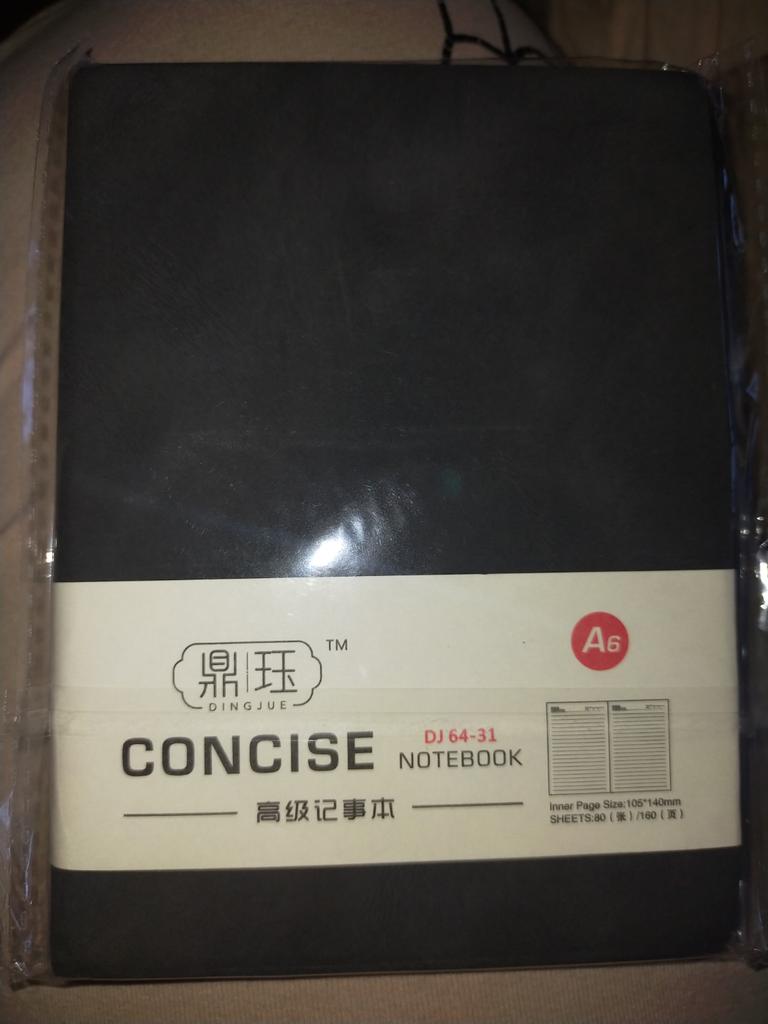 鼎珏 TM
DINGJUE
A6
CONCISE
DJ 64-31
NOTEBOOK
高级记事本
Inner Page Size:105*140mm
SHEETS:80（张）/160（页）